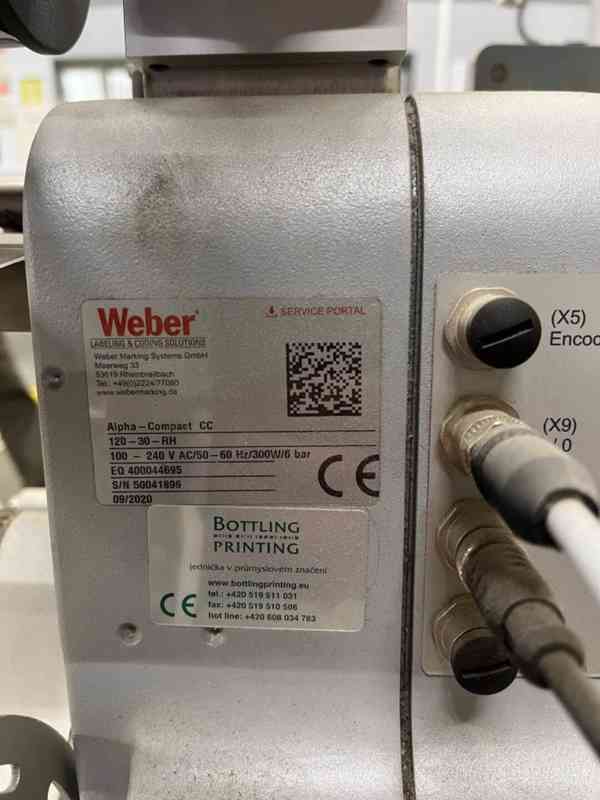 Weber®
LABELING & CODING SOLUTIONS
SERVICE PORTAL
Weber Marking Systems GmbH
Maarweg 33
53619 Rheinbreitbach
Tel.: +49(0)2224/77080
www.webermarking.de
Alpha-Compact CC
120-30-RH
100 - 240 V AC/50-60 Hz/300W/6 bar
EQ 400044695
S/N 50041896
09/2020
CE
BOTTLING
PRINTING
jednička v průmyslovém značení
www.bottlingprinting.eu
tel.: +420 519 511 031
fax: +420 519 510 506
hot line: +420 608 034 763
CE
(X5)
Encod
(X9)
/ 0